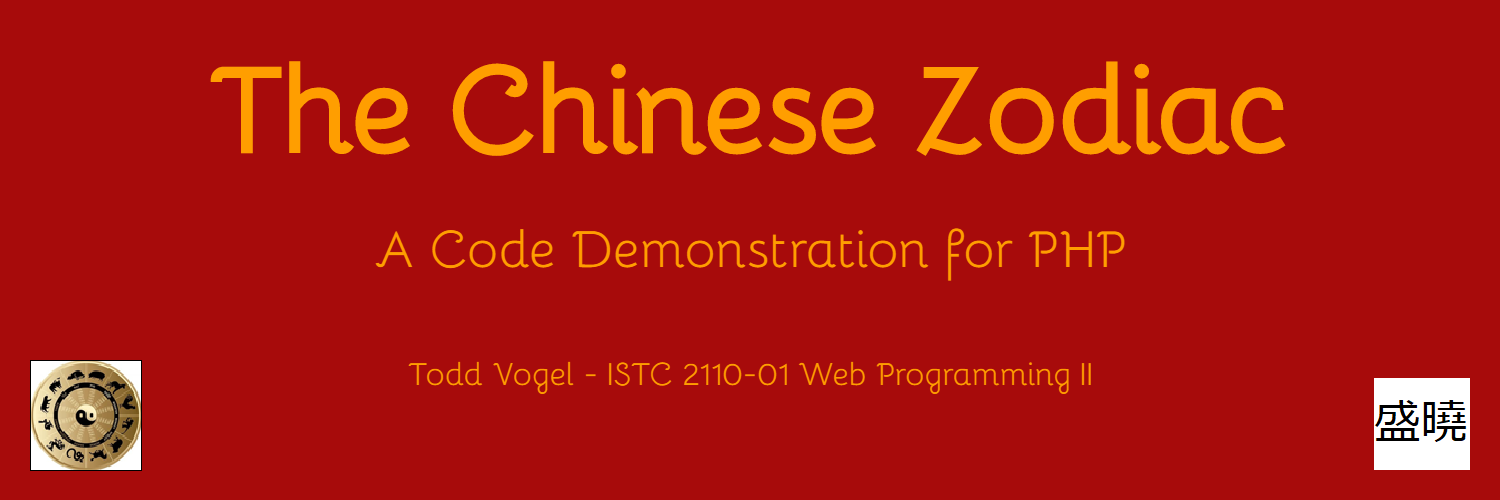 The Chinese Zodiac
A Code Demonstration for PHP
Todd Vogel - ISTC 2110-01 Web Programming II
盛曉